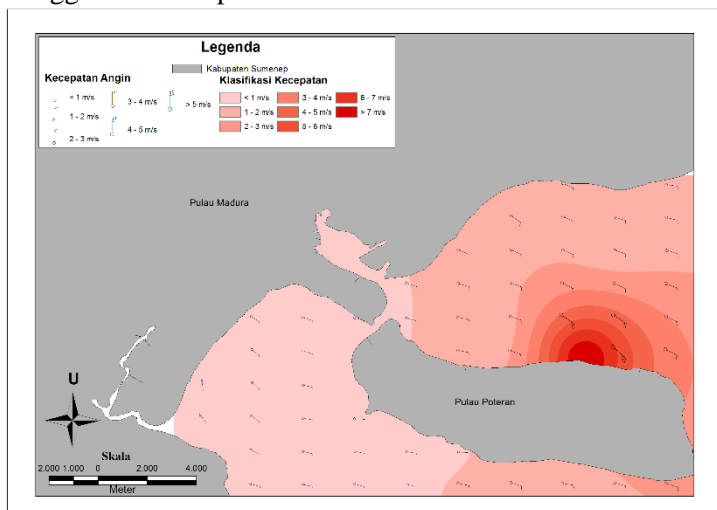 Legenda
Kabupaten Sumenep
Kecepatan Angin
Klasifikasi Kecepatan
< 1 m/s
3 - 4 m/s
> 5 m/s
< 1 m/s
3 - 4 m/s
6 - 7 m/s
1 - 2 m/s
4 - 5 m/s
1 - 2 m/s
4 - 5 m/s
> 7 m/s
2 - 3 m/s
2 - 3 m/s
5 - 6 m/s
Pulau Madura
Pulau Poteran
U
Skala
2.000 1.000 0 2.000 4.000
Meter